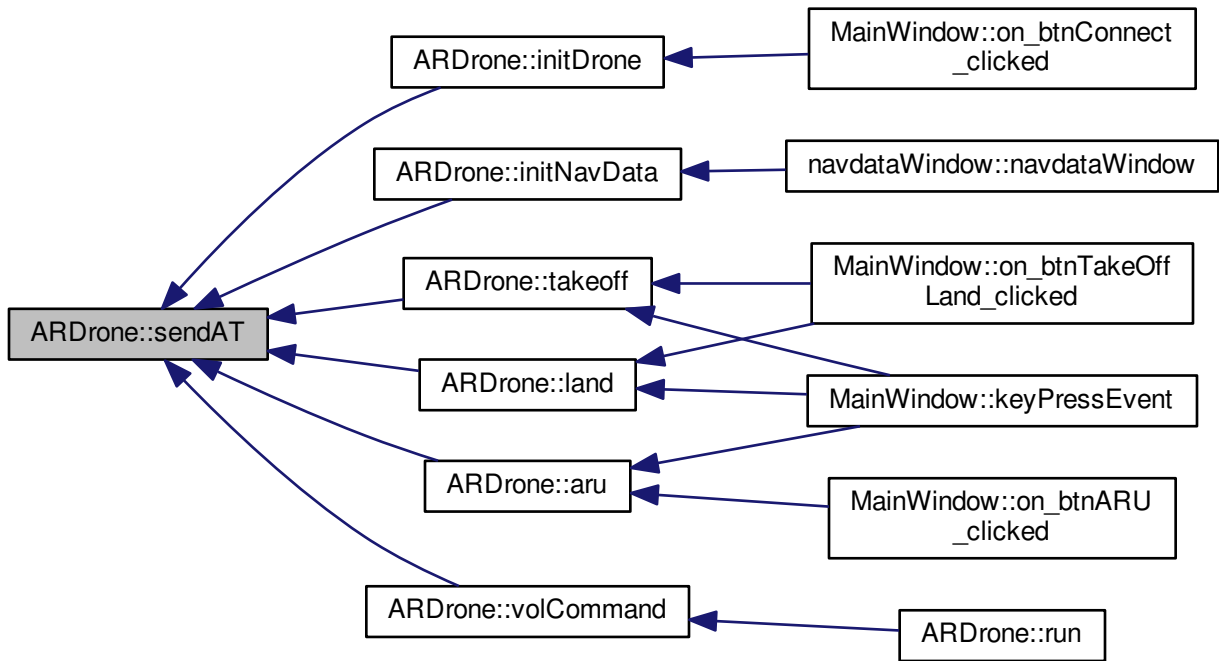 MainWindow::on_btnConnect
_clicked
ARDrone::initDrone
ARDrone::initNavData
navdataWindow::navdataWindow
ARDrone::takeoff
MainWindow::on_btnTakeOff
Land_clicked
ARDrone::sendAT
ARDrone::land
MainWindow::keyPressEvent
ARDrone::aru
MainWindow::on_btnARU
_clicked
ARDrone::volCommand
ARDrone::run